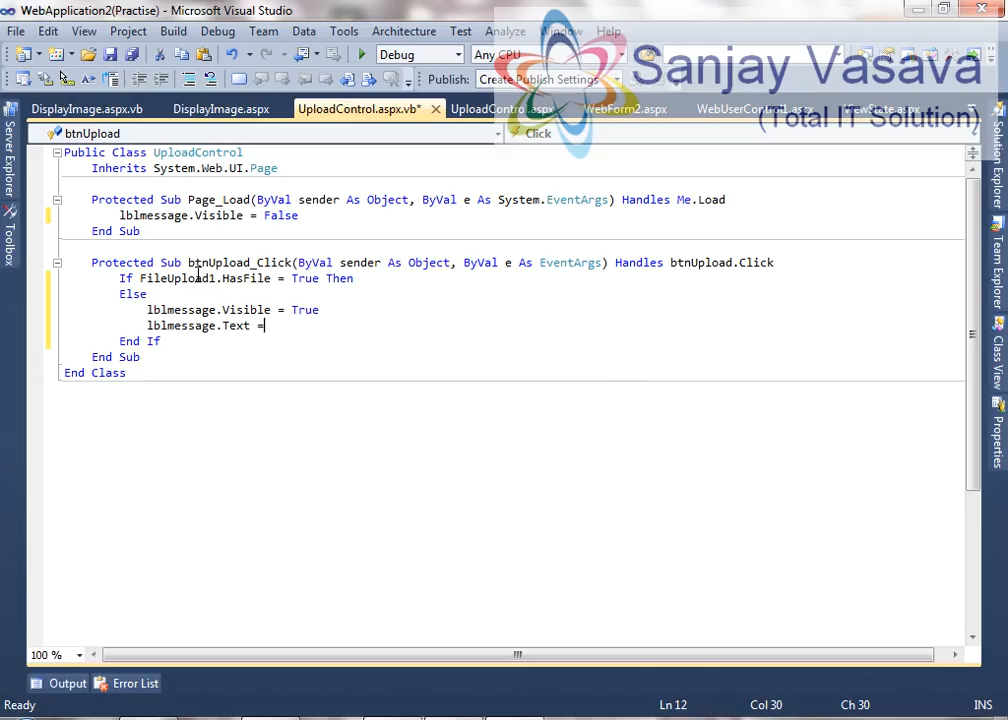 WebApplication2(Practise) - Microsoft Visual Studio
File Edit View Project Build Debug Team Data Tools Architecture Test Analyze Window Help
Debug Any CPU
Publish: Create Publish Settings
Sanjay Vasava
(Total IT Solution)
DisplayImage.aspx.vb DisplayImage.aspx UploadControl.aspx.vb* UploadControl.aspx WebForm2.aspx WebUserControl1.aspx ViewState.aspx
btnUpload Click
Public Class UploadControl
Inherits System.Web.UI.Page
Protected Sub Page_Load(ByVal sender As Object, ByVal e As System.EventArgs) Handles Me.Load
lblmessage.Visible = False
End Sub
Protected Sub btnUpload_Click(ByVal sender As Object, ByVal e As EventArgs) Handles btnUpload.Click
If FileUpload1.HasFile = True Then
Else
lblmessage.Visible = True
lblmessage.Text =
End If
End Sub
End Class
Server Explorer
Toolbox
Solution Explorer
Team Explorer
Class View
Properties
100 %
Output Error List
Ready Ln 12 Col 30 Ch 30 INS